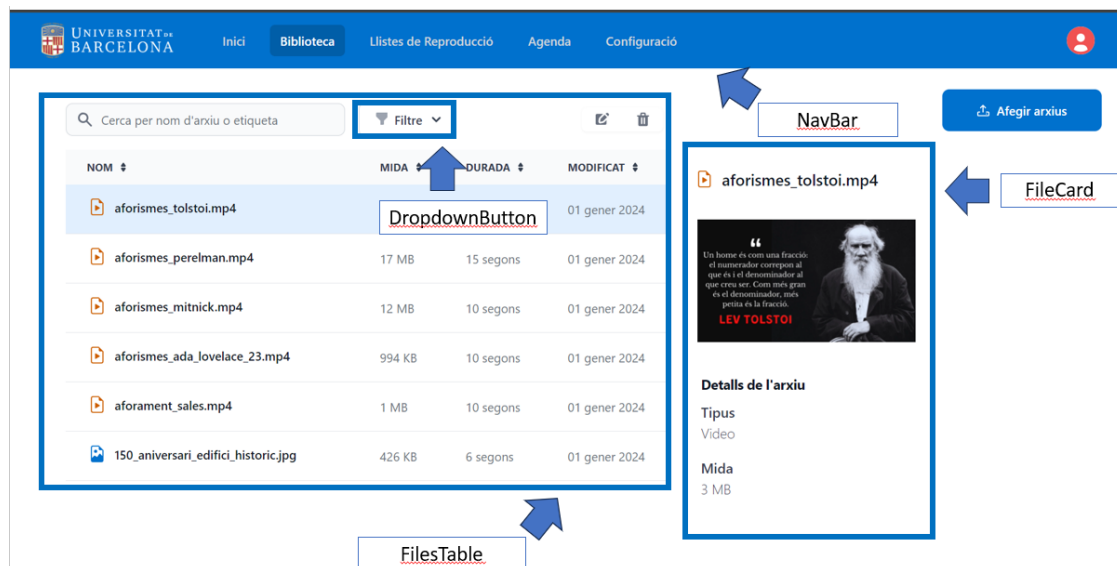 UNIVERSITAT DE
BARCELONA
Inici
Biblioteca
Llistes de Reproducció
Agenda
Configuració
Cerca per nom d'arxiu o etiqueta
Filtre
NavBar
Afegir arxius
NOM
MIDA
DURADA
MODIFICAT
aforismes_tolstoi.mp4
01 gener 2024
DropdownButton
aforismes_perelman.mp4
17 MB
15 segons
01 gener 2024
aforismes_mitnick.mp4
12 MB
10 segons
01 gener 2024
aforismes_ada_lovelace_23.mp4
994 KB
10 segons
01 gener 2024
aforament_sales.mp4
1 MB
10 segons
01 gener 2024
150_aniversari_edifici_historic.jpg
426 KB
6 segons
01 gener 2024
FilesTable
aforismes_tolstoi.mp4
FileCard
“
Un home és com una fracció:
el numerador correpon al
que és i el denominador al
que creu ser. Com més gran
és el denominador, més
petita és la fracció.
LEV TOLSTOI
Detalls de l'arxiu
Tipus
Video
Mida
3 MB